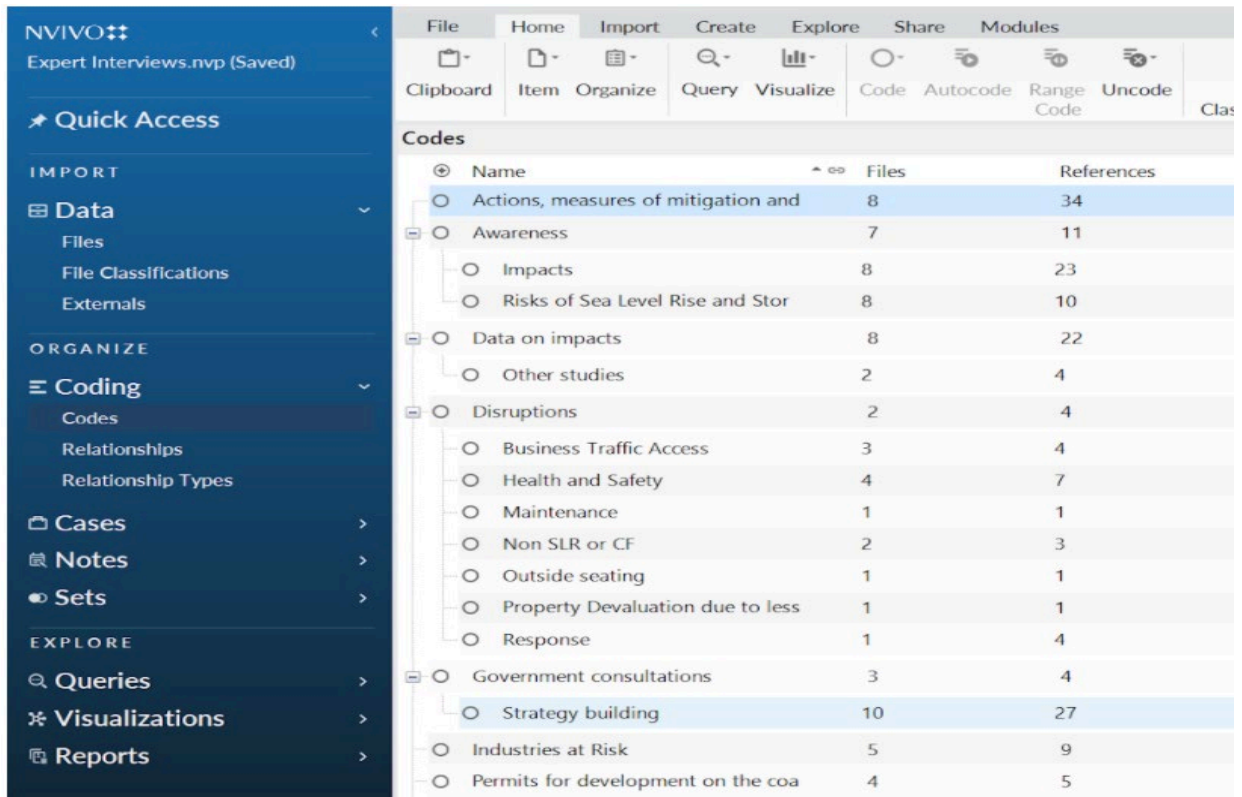 NVIVO
Expert Interviews.nvp (Saved)
Quick Access
IMPORT
Data
Files
File Classifications
Externals
ORGANIZE
Coding
Codes
Relationships
Relationship Types
Cases
Notes
Sets
EXPLORE
Queries
Visualizations
Reports
File Home Import Create Explore Share Modules
Clipboard Item Organize Query Visualize Code Autocode Range Code Uncode Clas
Codes
Name Files References
Actions, measures of mitigation and 8 34
Awareness 7 11
Impacts 8 23
Risks of Sea Level Rise and Stor 8 10
Data on impacts 8 22
Other studies 2 4
Disruptions 2 4
Business Traffic Access 3 4
Health and Safety 4 7
Maintenance 1 1
Non SLR or CF 2 3
Outside seating 1 1
Property Devaluation due to less 1 1
Response 1 4
Government consultations 3 4
Strategy building 10 27
Industries at Risk 5 9
Permits for development on the coa 4 5